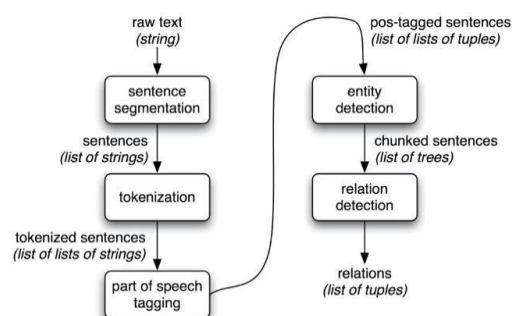 raw text
(string)
sentence
segmentation
sentences
(list of strings)
tokenization
tokenized sentences
(list of lists of strings)
part of speech
tagging
pos-tagged sentences
(list of lists of tuples)
entity
detection
chunked sentences
(list of trees)
relation
detection
relations
(list of tuples)